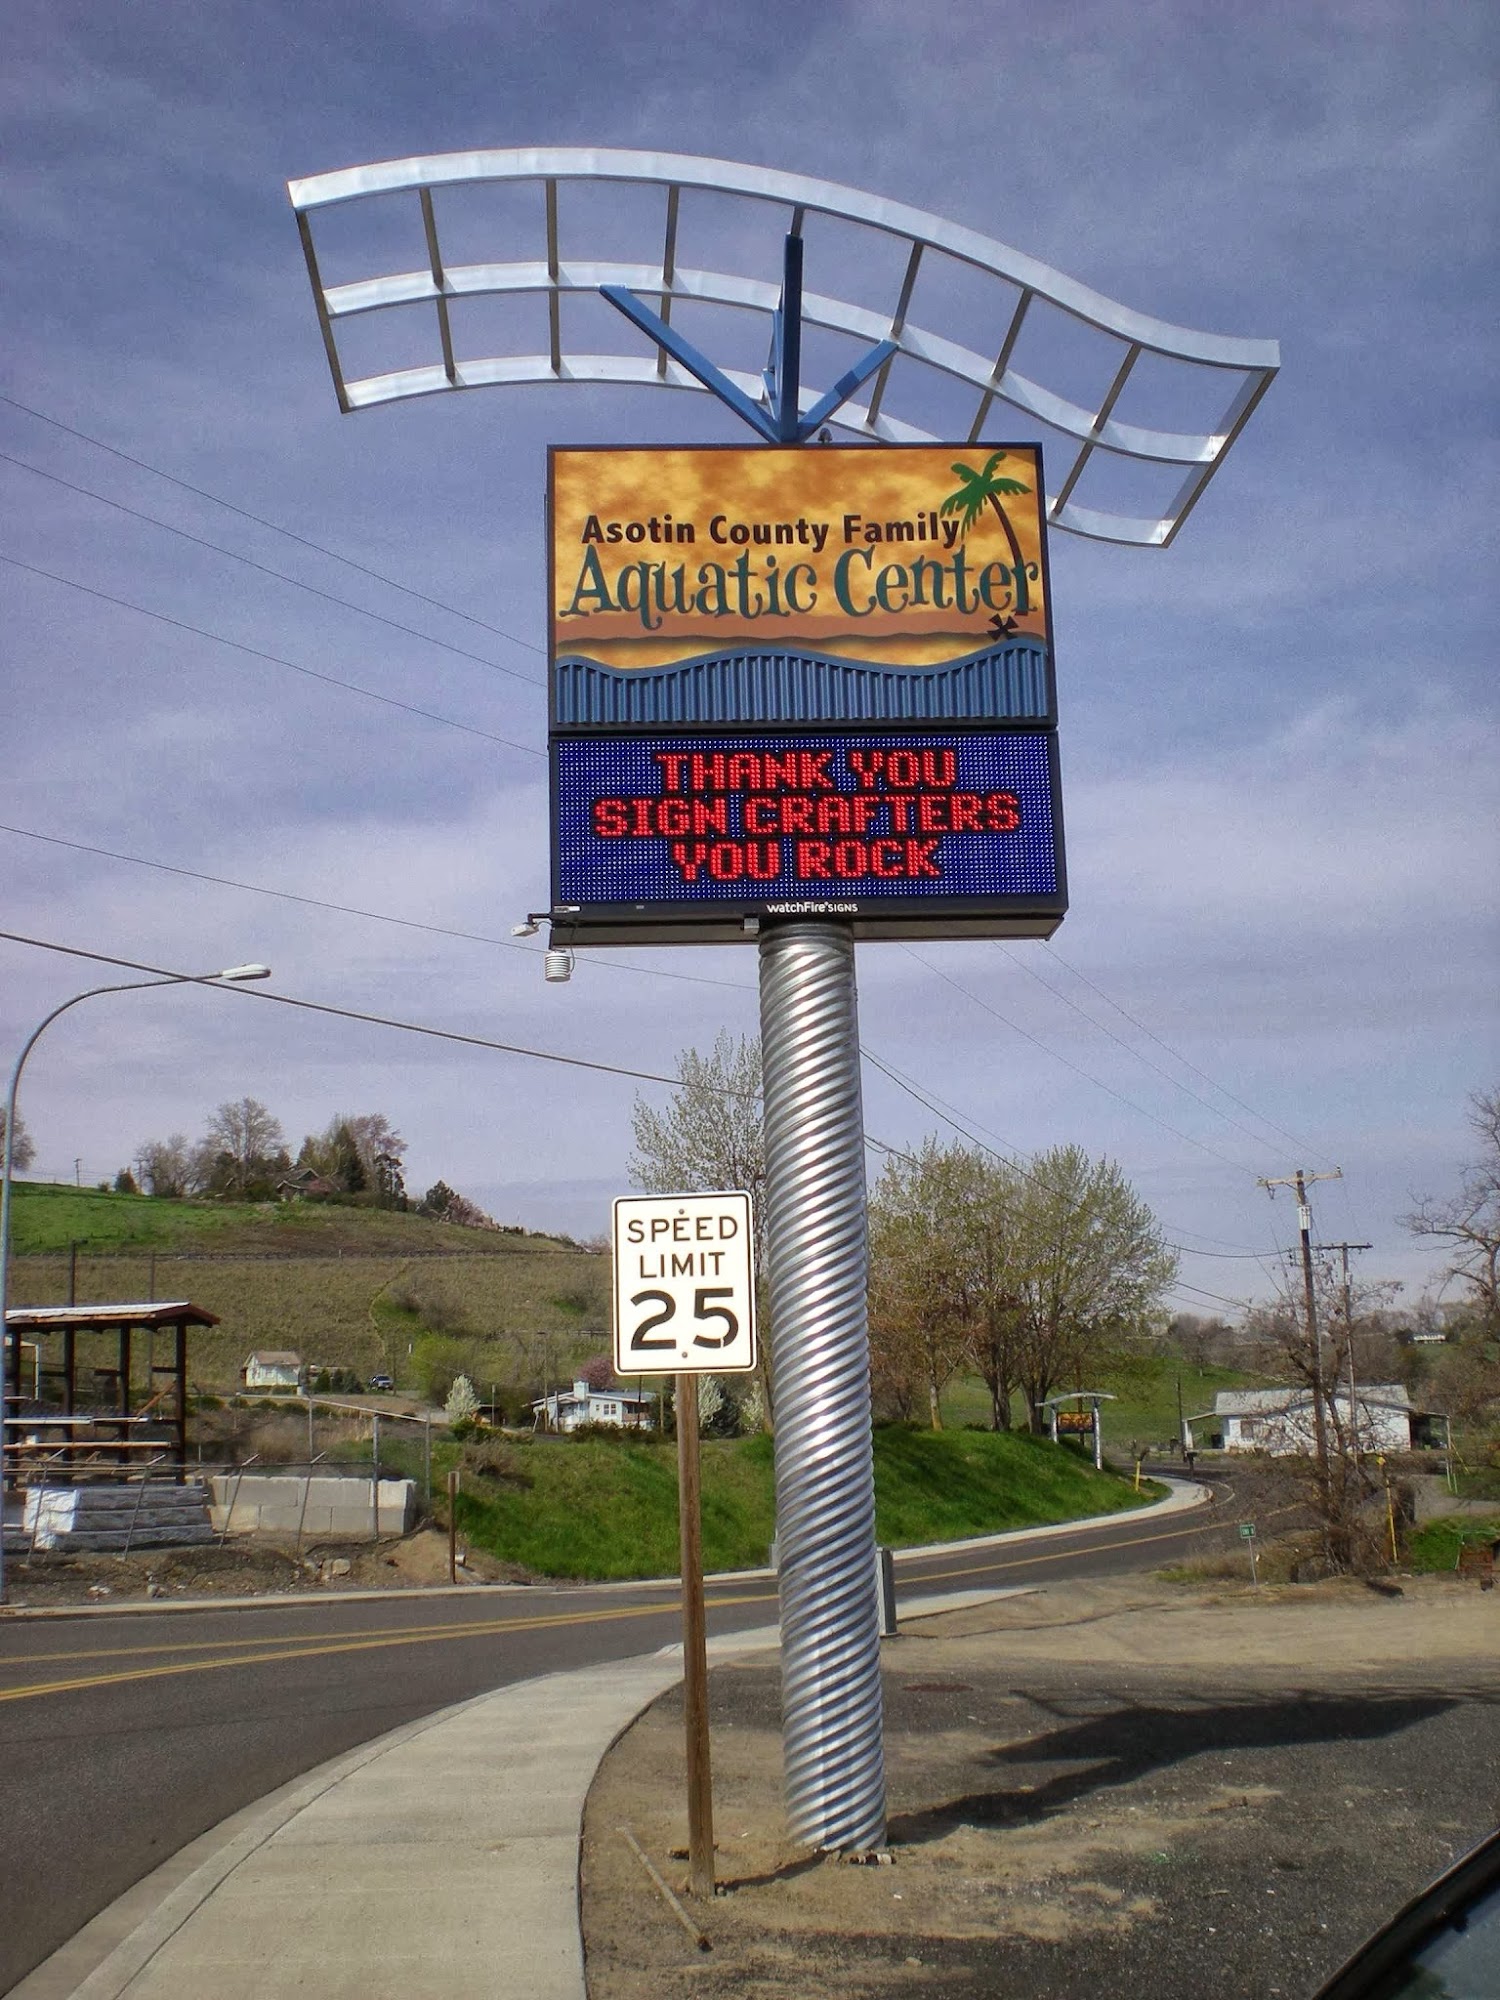 Asotin County Family
Aquatic Center
THANK YOU
SIGN CRAFTERS
YOU ROCK
watchFire SIGNS
SPEED
LIMIT
25